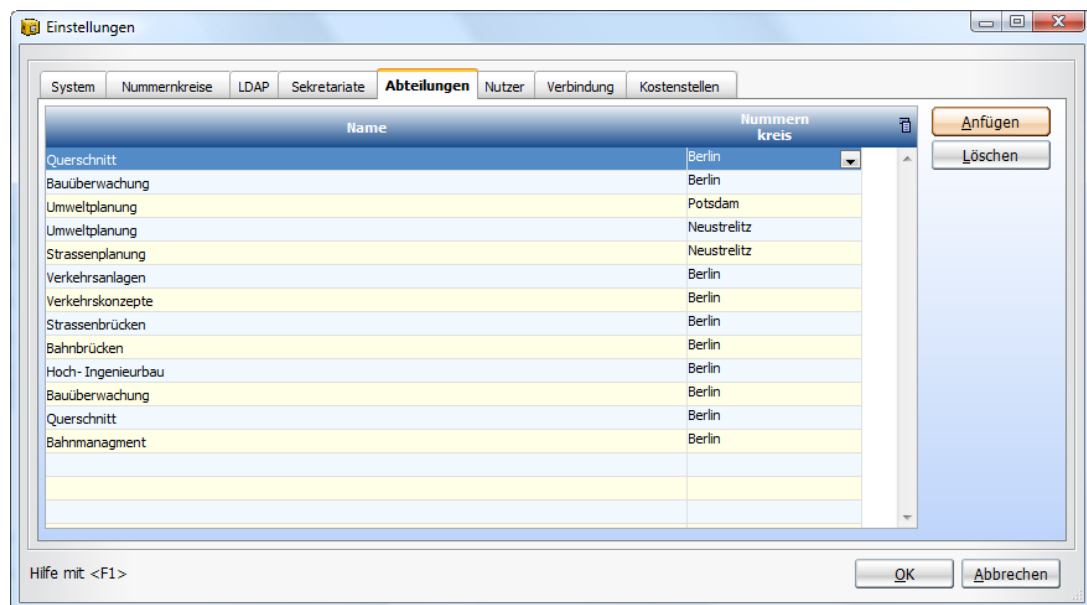 Einstellungen
System Nummernkreise LDAP Sekretariate Abteilungen Nutzer Verbindung Kostenstellen
Name Nummern kreis
Anfügen
Löschen
Querschnitt Berlin
Bauüberwachung Berlin
Umweltplanung Potsdam
Umweltplanung Neustrelitz
Strassenplanung Neustrelitz
Verkehrsanlagen Berlin
Verkehrskonzepte Berlin
Strassenbrücken Berlin
Bahnbrücken Berlin
Hoch- Ingenieurbau Berlin
Bauüberwachung Berlin
Querschnitt Berlin
Bahnmanagment Berlin
Hilfe mit <F1> OK Abbrechen